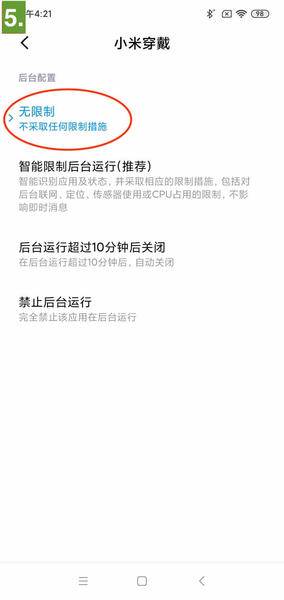 5.
午4:21
98
小米穿戴
后台配置
无限制
不采取任何限制措施
智能限制后台运行(推荐)
智能识别应用及状态，并采取相应的限制措施，包括对
后台联网，定位，传感器使用或CPU占用的限制，不影
响即时消息
后台运行超过10分钟后关闭
在后台运行超过10分钟后，自动关闭
禁止后台运行
完全禁止该应用在后台运行